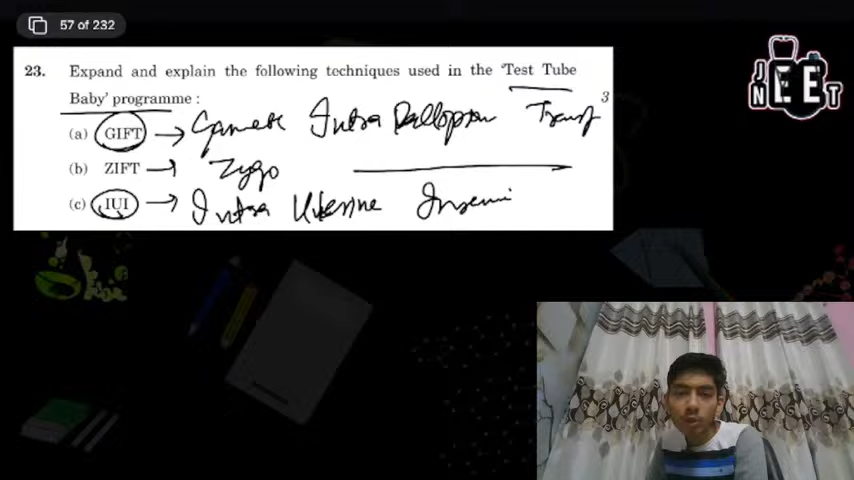 57 of 232
23. Expand and explain the following techniques used in the 'Test Tube
Baby' programme : 3
(a) GIFT → Gamete Intra Fallopian Transf
(b) ZIFT → Zygo
(c) IUI → Intra Uterine Insemi
J
NEET